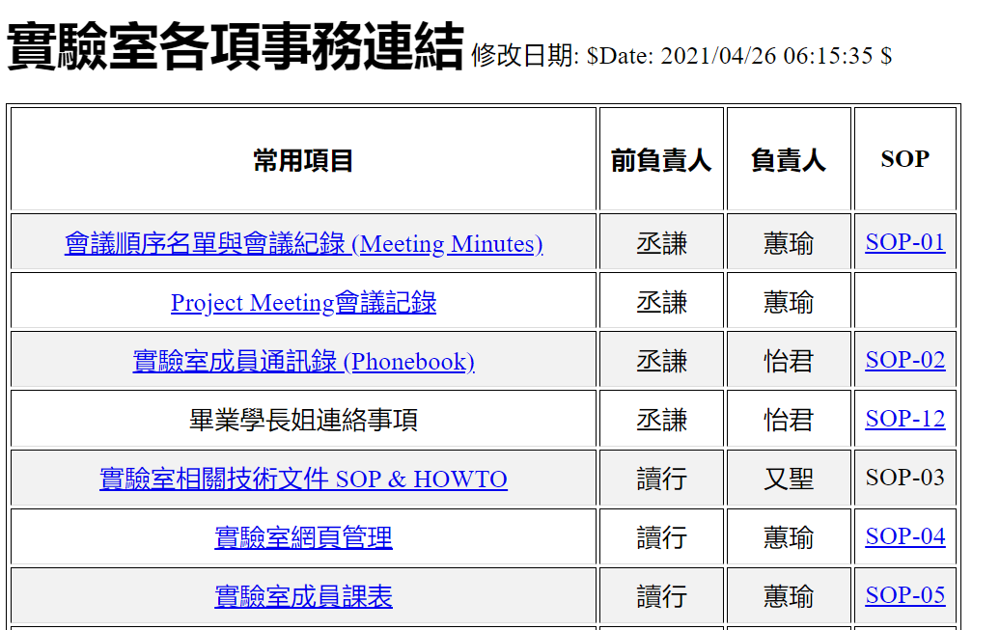 實驗室各項事務連結 修改日期: $Date: 2021/04/26 06:15:35 $
常用項目 前負責人 負責人 SOP
會議順序名單與會議紀錄 (Meeting Minutes) 丞謙 蕙瑜 SOP-01
Project Meeting會議記錄 丞謙 蕙瑜
實驗室成員通訊錄 (Phonebook) 丞謙 怡君 SOP-02
畢業學長姐連絡事項 丞謙 怡君 SOP-12
實驗室相關技術文件 SOP & HOWTO 讀行 又聖 SOP-03
實驗室網頁管理 讀行 蕙瑜 SOP-04
實驗室成員課表 讀行 蕙瑜 SOP-05